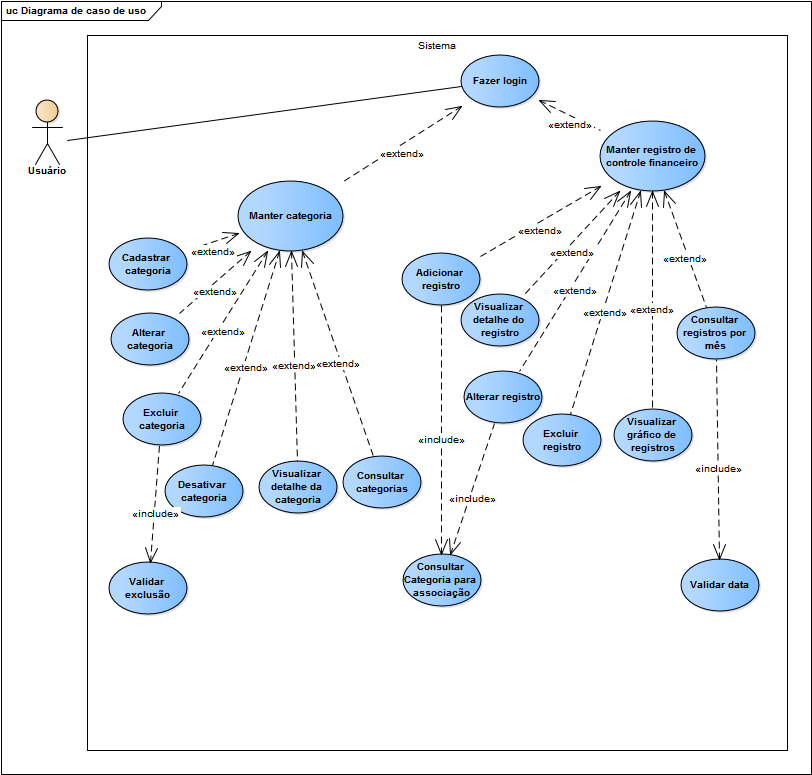 uc Diagrama de caso de uso
Sistema
Fazer login
Usuário
«extend»
«extend»
Manter registro de
controle financeiro
Manter categoria
Cadastrar
categoria
«extend»
«extend»
Adicionar
registro
«extend»
«extend»
Alterar
categoria
«extend»
Visualizar
detalhe do
registro
«extend»
«extend»
«extend»
Consultar
registros por
mês
«extend»
«extend»
«extend»
«extend»
«extend»
Excluir
categoria
Alterar registro
Excluir
registro
Visualizar
gráfico de
registros
«include»
«include»
Desativar
categoria
Visualizar
detalhe da
categoria
Consultar
categorias
«include»
«include»
Validar
exclusão
Consultar
Categoria para
associação
Validar data